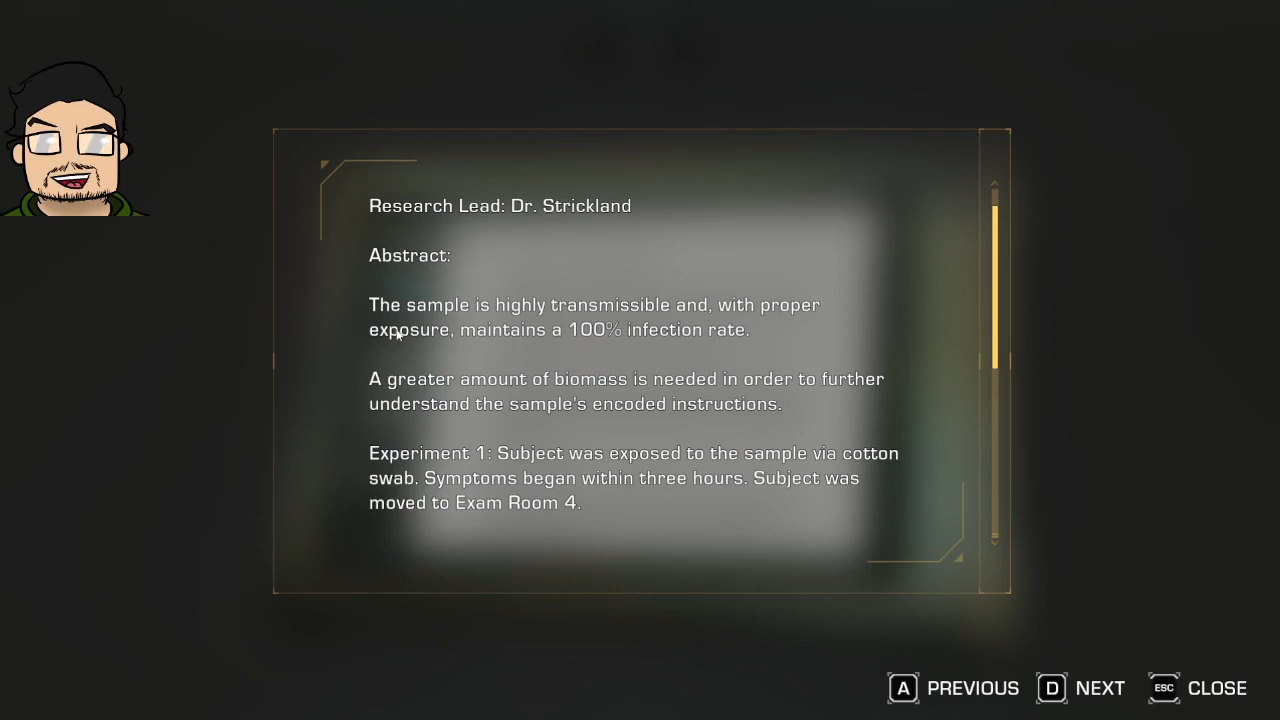 Research Lead: Dr. Strickland
Abstract:
The sample is highly transmissible and, with proper
exposure, maintains a 100% infection rate.
A greater amount of biomass is needed in order to further
understand the sample's encoded instructions.
Experiment 1: Subject was exposed to the sample via cotton
swab. Symptoms began within three hours. Subject was
moved to Exam Room 4.
A PREVIOUS D NEXT ESC CLOSE